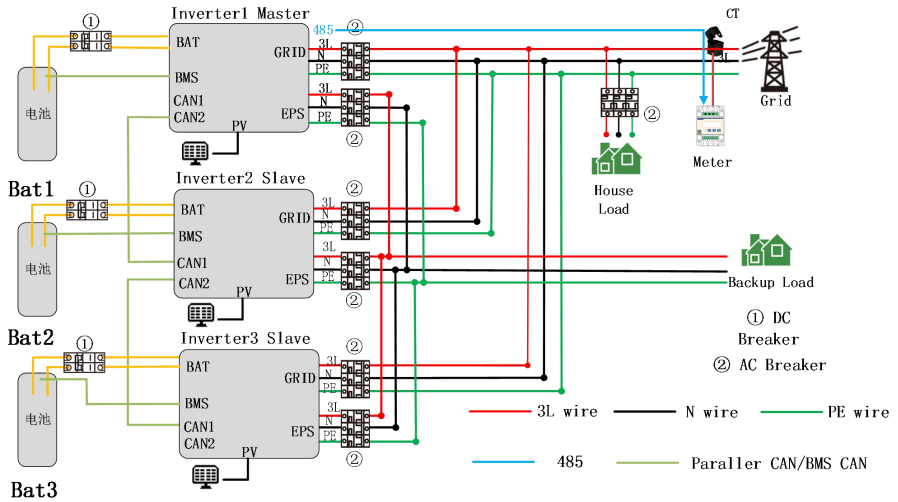 Inverter1 Master
①
BAT
BMS
CAN1
CAN2
GRID
EPS
PV
485
3L
N
PE
②
3L
N
PE
②
CT
3L
Grid
②
Meter
House
Load
电池
Bat1
Inverter2 Slave
①
BAT
BMS
CAN1
CAN2
GRID
EPS
PV
3L
N
PE
②
3L
N
PE
②
电池
Bat2
Backup Load
① DC
Breaker
② AC Breaker
Inverter3 Slave
①
BAT
BMS
CAN1
CAN2
GRID
EPS
PV
3L
N
PE
②
3L
N
PE
②
电池
Bat3
3L wire
N wire
PE wire
485
Paraller CAN/BMS CAN